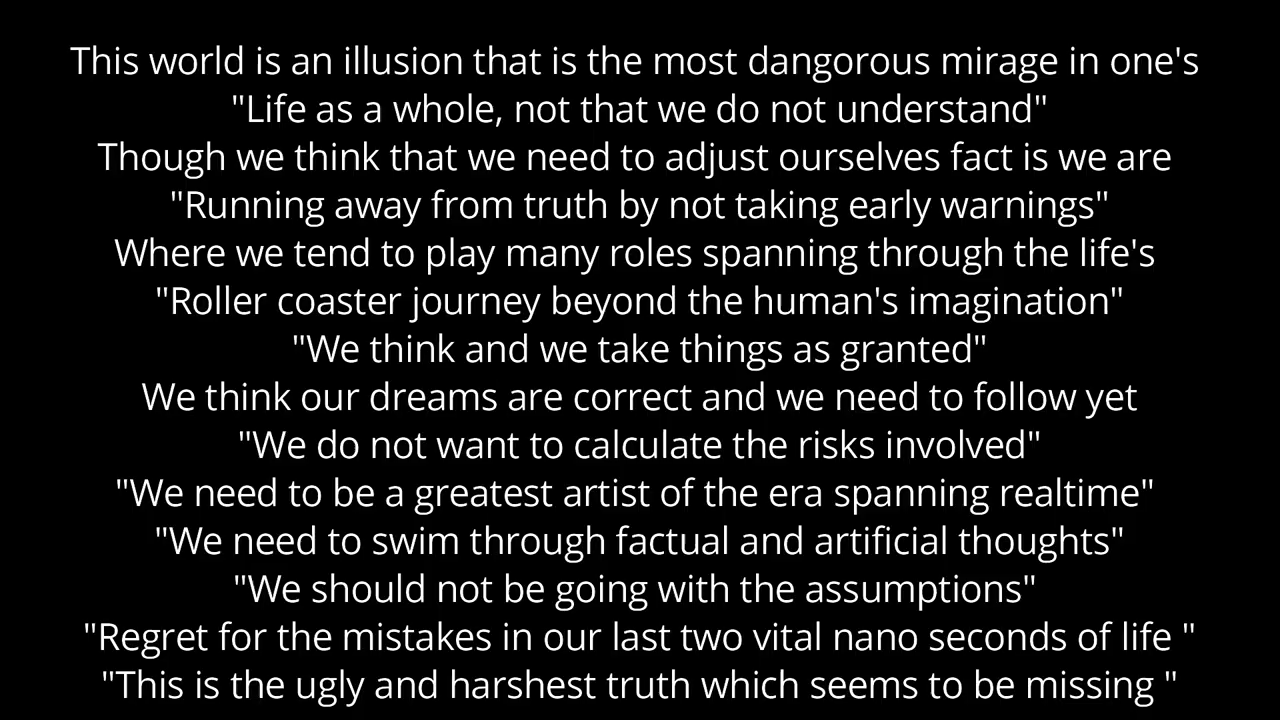 This world is an illusion that is the most dangorous mirage in one's
"Life as a whole, not that we do not understand"
Though we think that we need to adjust ourselves fact is we are
"Running away from truth by not taking early warnings"
Where we tend to play many roles spanning through the life's
"Roller coaster journey beyond the human's imagination"
"We think and we take things as granted"
We think our dreams are correct and we need to follow yet
"We do not want to calculate the risks involved"
"We need to be a greatest artist of the era spanning realtime"
"We need to swim through factual and artificial thoughts"
"We should not be going with the assumptions"
"Regret for the mistakes in our last two vital nano seconds of life "
"This is the ugly and harshest truth which seems to be missing "